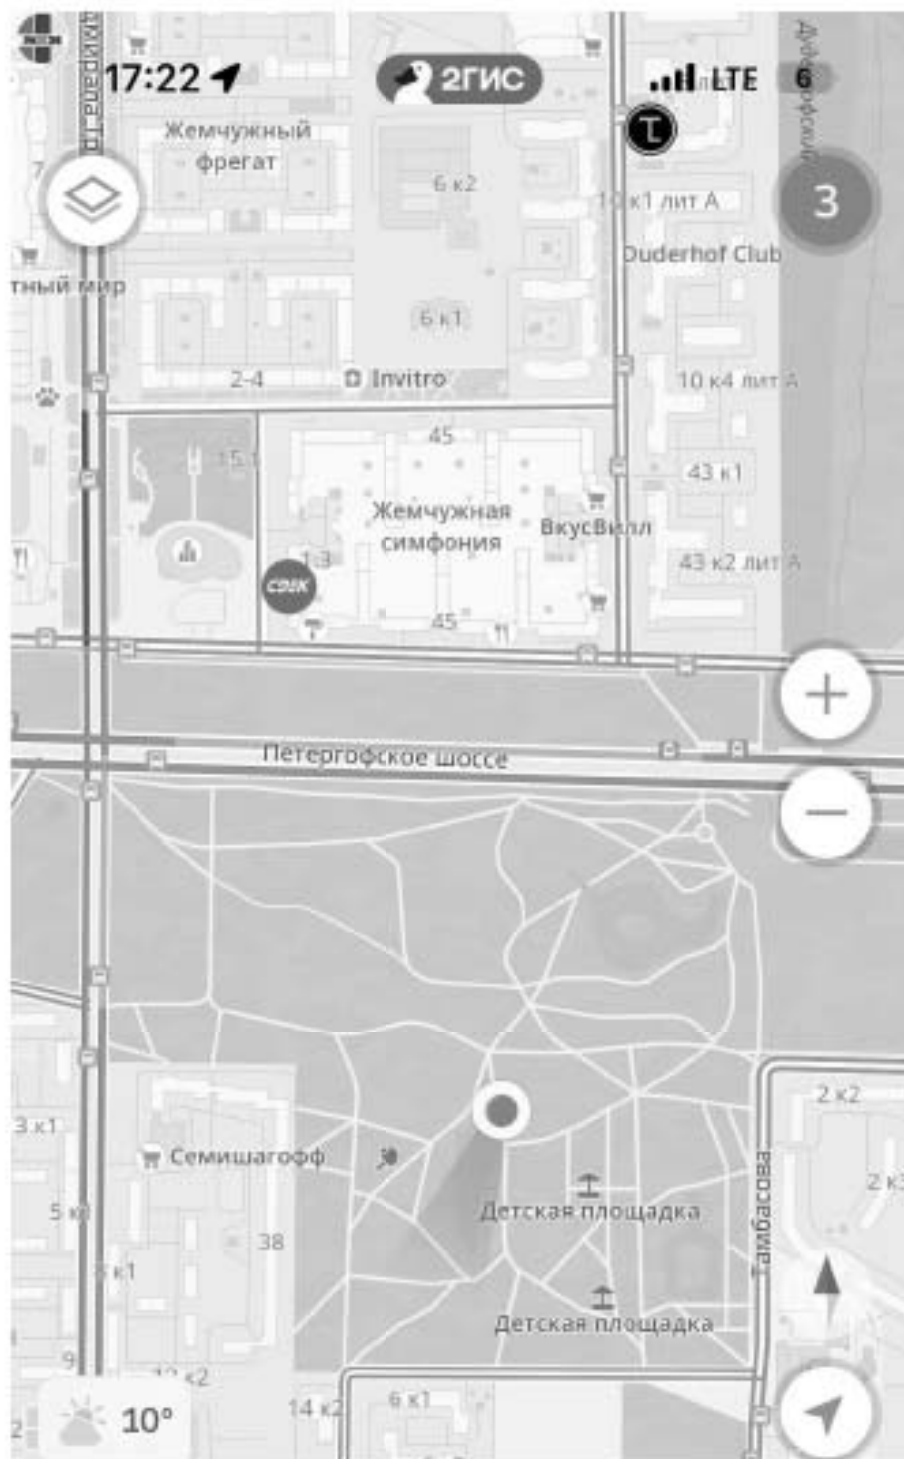 17:22
2ГИС
LTE
6
Жемчужный
фрегат
6 к2
10 к1 лит А
3
Duderhof Club
тный мир
6 к1
2-4
Invitro
10 к4 лит А
45
15.1
43 к1
Жемчужная
симфония
ВкусВилл
1-3
43 к2 лит А
CDEK
45
Петергофское шоссе
2 к2
3 к1
Семишагофф
Тамбасова
Детская площадка
38
Детская площадка
10°
14 к2
6 к1